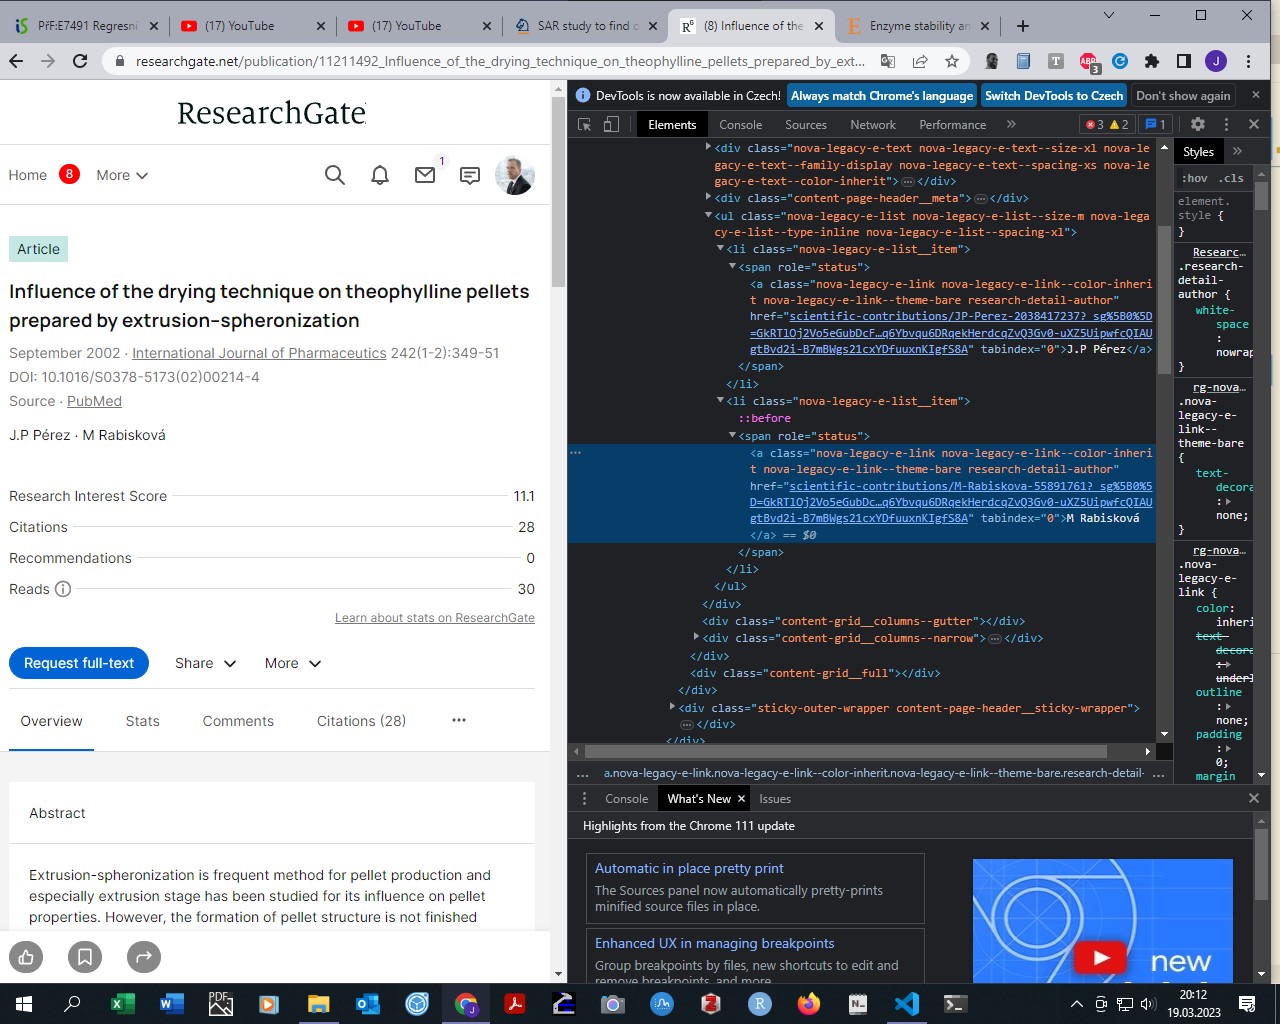 PřF:E7491 Regresní
(17) YouTube
(17) YouTube
SAR study to find o
(8) Influence of the
Enzyme stability an
researchgate.net/publication/11211492_Influence_of_the_drying_technique_on_theophylline_pellets_prepared_by_ext...
ResearchGate
Home 8 More
1
Article
Influence of the drying technique on theophylline pellets
prepared by extrusion-spheronization
September 2002 · International Journal of Pharmaceutics 242(1-2):349-51
DOI: 10.1016/S0378-5173(02)00214-4
Source · PubMed
J.P Pérez · M Rabisková
Research Interest Score 11.1
Citations 28
Recommendations 0
Reads 30
Learn about stats on ResearchGate
Request full-text Share More
Overview Stats Comments Citations (28) ...
Abstract
Extrusion-spheronization is frequent method for pellet production and
especially extrusion stage has been studied for its influence on pellet
properties. However, the formation of pellet structure is not finished
DevTools is now available in Czech! Always match Chrome's language Switch DevTools to Czech Don't show again
Elements Console Sources Network Performance » 3 2 1
<div class="nova-legacy-e-text nova-legacy-e-text--size-xl nova-le
gacy-e-text--family-display nova-legacy-e-text--spacing-xs nova-le
gacy-e-text--color-inherit">…</div>
<div class="content-page-header__meta">…</div>
<ul class="nova-legacy-e-list nova-legacy-e-list--size-m nova-lega
cy-e-list--type-inline nova-legacy-e-list--spacing-xl">
<li class="nova-legacy-e-list__item">
<span role="status">
<a class="nova-legacy-e-link nova-legacy-e-link--color-inheri
t nova-legacy-e-link--theme-bare research-detail-author"
href="scientific-contributions/JP-Perez-2038417237?_sg%5B0%5D
=GkRTlOj2Vo5eGubDcF…q6Ybvqu6DRqekHerdcqZvQ3Gv0-uXZ5UipwfcQIAU
gtBvd2i-B7mBWgs21cxYDfuuxnKIgfS8A" tabindex="0">J.P Pérez</a>
</span>
</li>
<li class="nova-legacy-e-list__item">
::before
<span role="status">
<a class="nova-legacy-e-link nova-legacy-e-link--color-inheri
t nova-legacy-e-link--theme-bare research-detail-author"
href="scientific-contributions/M-Rabiskova-55891761?_sg%5B0%5
D=GkRTlOj2Vo5eGubDc…q6Ybvqu6DRqekHerdcqZvQ3Gv0-uXZ5UipwfcQIAU
gtBvd2i-B7mBWgs21cxYDfuuxnKIgfS8A" tabindex="0">M Rabisková
</a> == $0
</span>
</li>
</ul>
</div>
<div class="content-grid__columns--gutter"></div>
<div class="content-grid__columns--narrow">…</div>
</div>
<div class="content-grid__full"></div>
</div>
<div class="sticky-outer-wrapper content-page-header__sticky-wrapper">
…</div>
</div>
... a.nova-legacy-e-link.nova-legacy-e-link--color-inherit.nova-legacy-e-link--theme-bare.research-detail- ...
Styles »
:hov .cls
element.
style {
}
Researc…
.research-
detail-
author {
white-
space
:
nowrap
}
rg-nova…
.nova-
legacy-e-
link--
theme-bare
{
text-
decora
:
none;
}
rg-nova…
.nova-
legacy-e-
link {
color:
inheri
text-
decora
:
underl
outline
:
none;
padding
:
0;
margin
Console What's New × Issues
Highlights from the Chrome 111 update
Automatic in place pretty print
The Sources panel now automatically pretty-prints
minified source files in place.
Enhanced UX in managing breakpoints
Group breakpoints by files, new shortcuts to edit and
remove breakpoints, and more.
new
20:12
19.03.2023